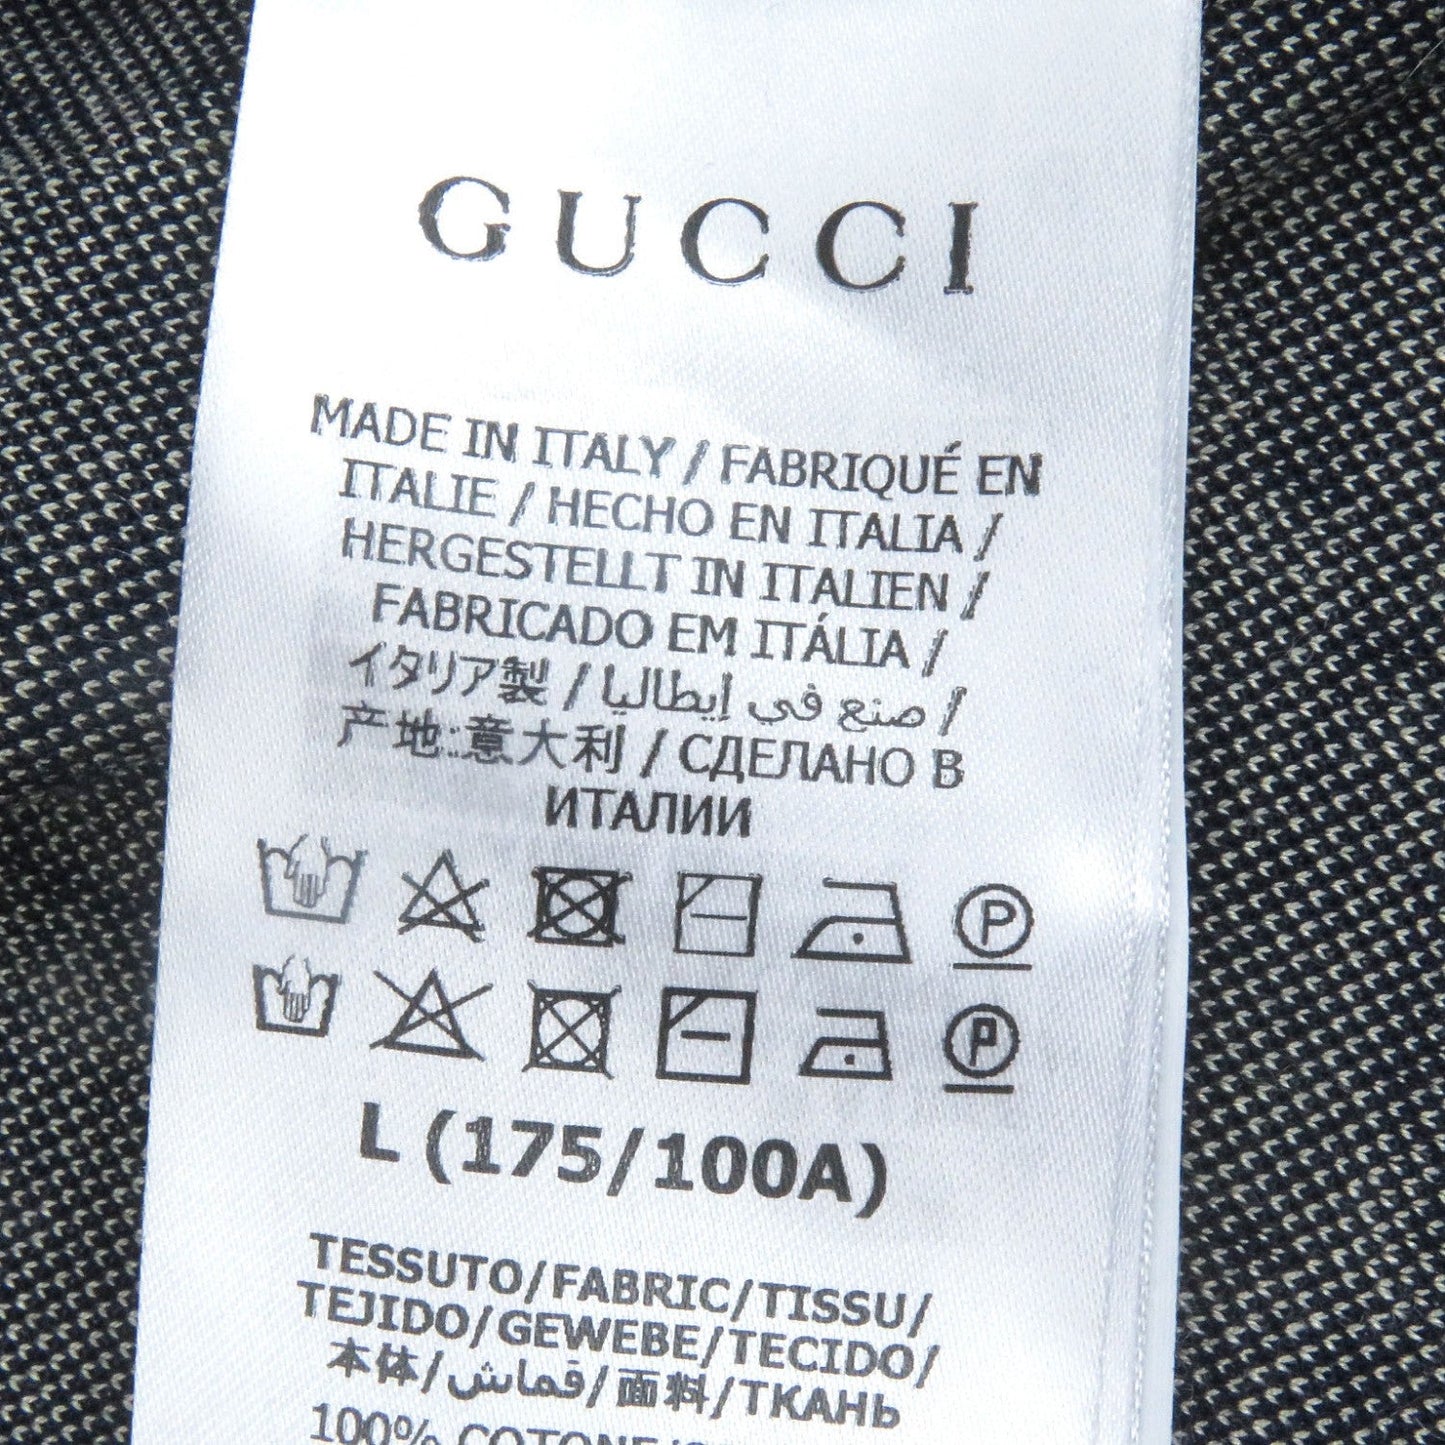 GUCCI
MADE IN ITALY / FABRIQUÉ EN
ITALIE / HECHO EN ITALIA /
HERGESTELLT IN ITALIEN /
FABRICADO EM ITÁLIA /
イタリア製 / صنع في إيطاليا /
产地:意大利 / СДЕЛАНО В
ИТАЛИИ
P
P
L (175/100A)
TESSUTO/FABRIC/TISSU/
TEJIDO/GEWEBE/TECIDO/
本体/قماش/面料/ТКАНЬ
100% COTONE/